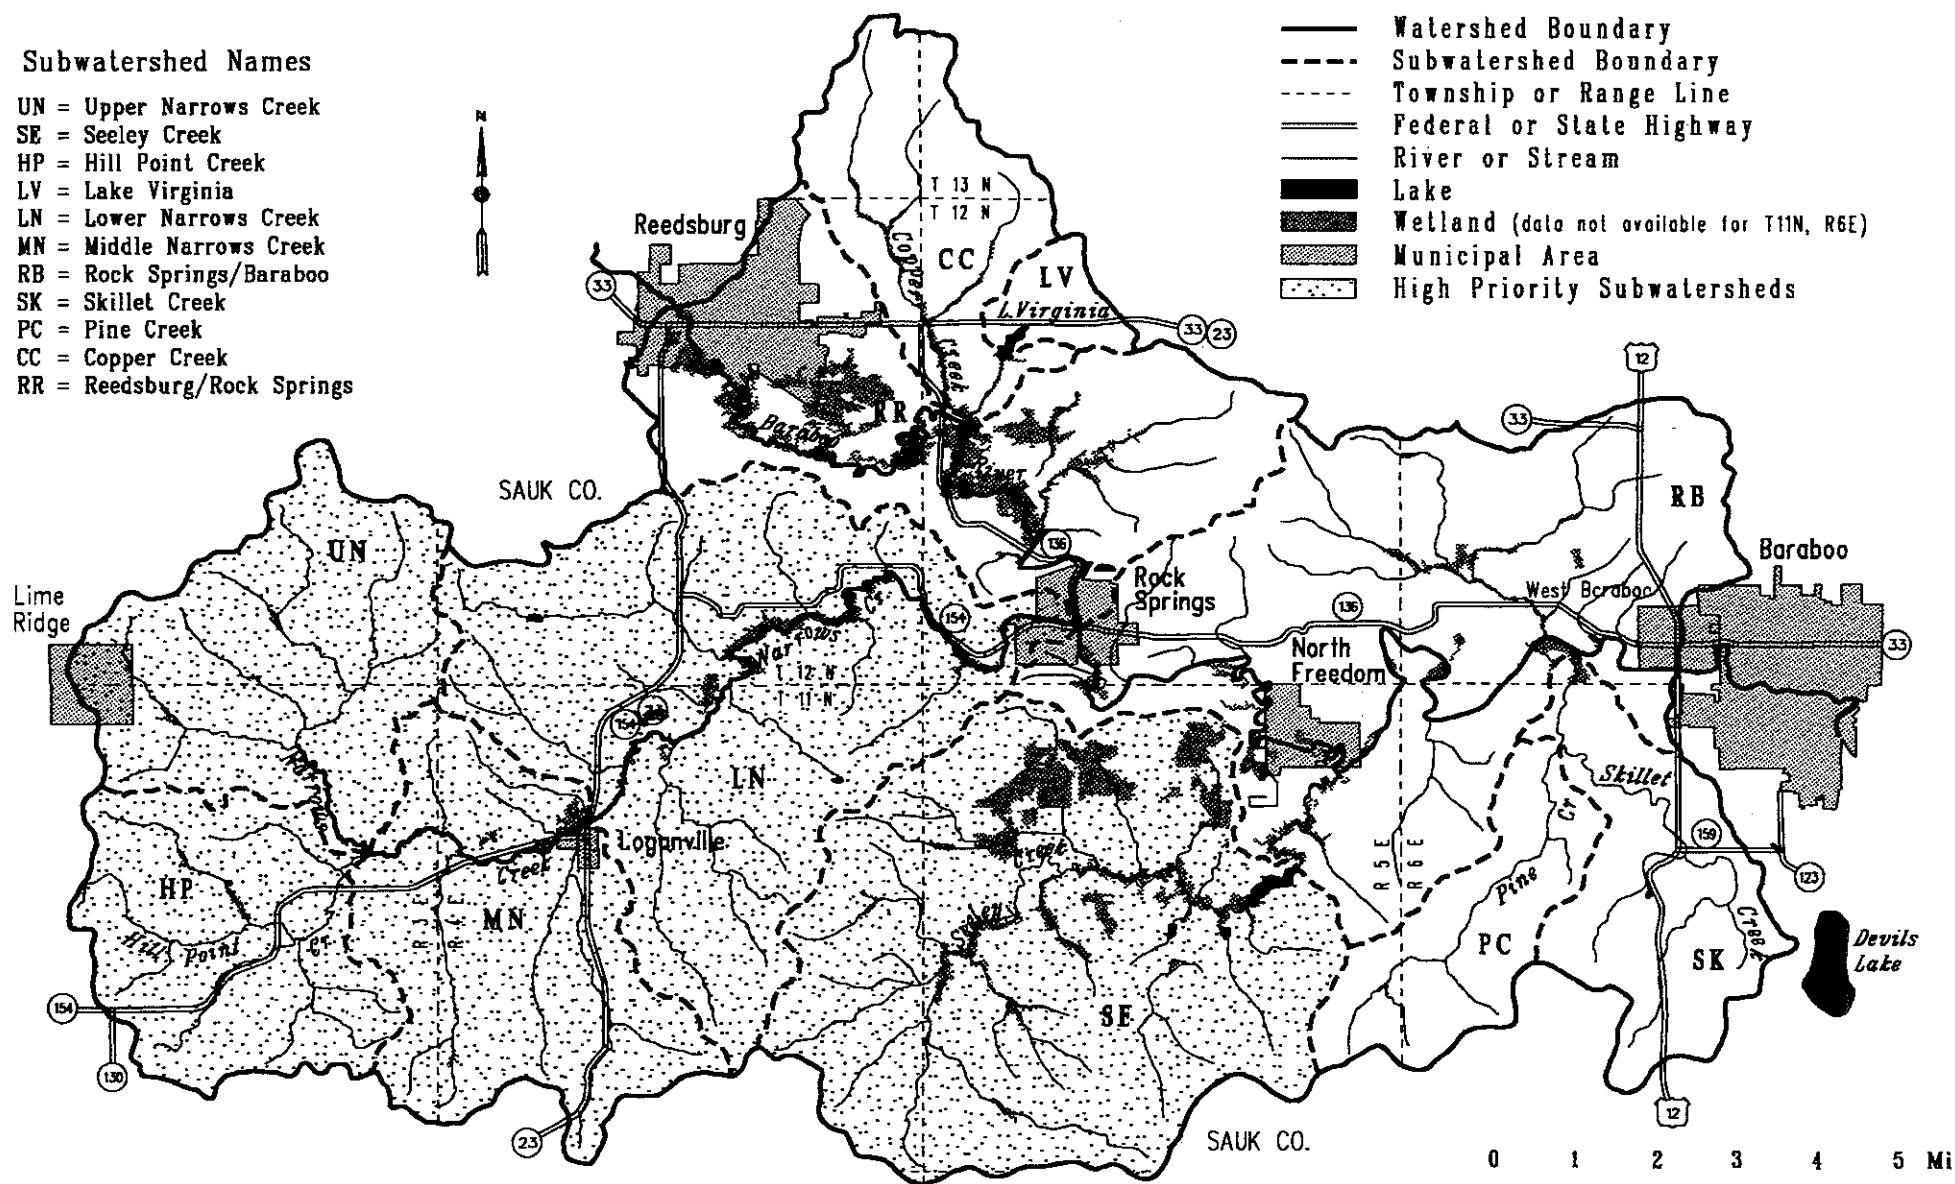 Subwatershed Names
UN = Upper Narrows Creek
SE = Seeley Creek
HP = Hill Point Creek
LV = Lake Virginia
LN = Lower Narrows Creek
MN = Middle Narrows Creek
RB = Rock Springs/Baraboo
SK = Skillet Creek
PC = Pine Creek
CC = Copper Creek
RR = Reedsburg/Rock Springs
N
Watershed Boundary
Subwatershed Boundary
Township or Range Line
Federal or State Highway
River or Stream
Lake
Wetland (data not available for T11N, R6E)
Municipal Area
High Priority Subwatersheds
T 13 N
T 12 N
Reedsburg
Copper
CC
LV
L. Virginia
33
33
23
Creek
12
33
RR
Baraboo
River
SAUK CO.
RB
UN
136
Baraboo
Lime
Ridge
Rock
Springs
West Baraboo
154
136
Narrows
Cr
North
Freedom
33
T 12 N
T 11 N
154
23
LN
Narrows
Skillet
Cr
Loganville
Creek
Creek
159
R 5 E
R 6 E
HP
MN
R 3 E
R 4 E
Pine
123
Hill
Point
Cr
Seeley
PC
Creek
SK
Devils
Lake
154
SE
130
23
12
SAUK CO.
0 1 2 3 4 5 Mi